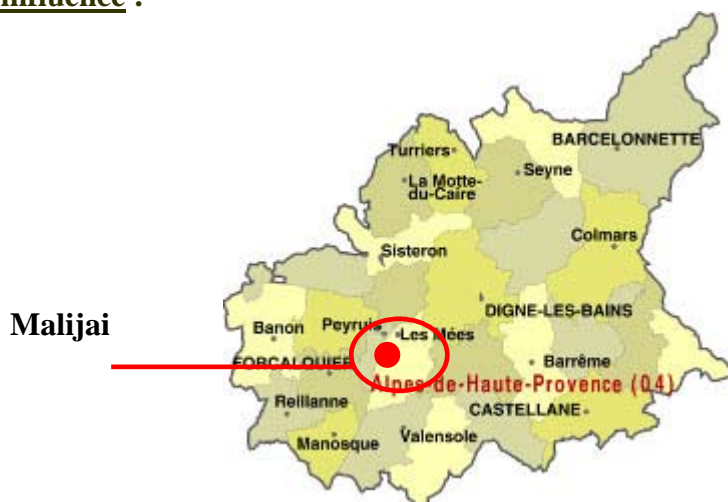 influence :
BARCELONNETTE
Turriers
Seyne
La Motte-
du-Caire
Colmars
Sisteron
DIGNE-LES-BAINS
Malijai
Banon
Peyruis
Les Mées
FORCALQUIER
Barrême
Alpes-de-Haute-Provence (04)
Reillanne
CASTELLANE
Manosque
Valensole